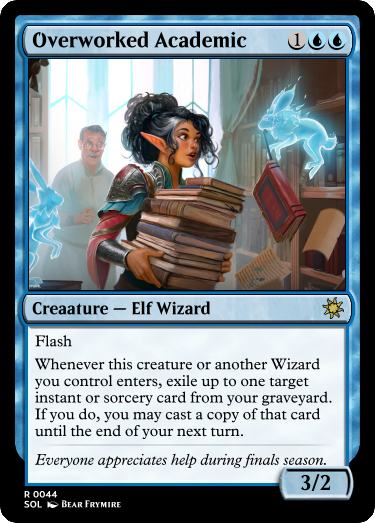 Overworked Academic 1
Creaature — Elf Wizard
Flash
Whenever this creature or another Wizard
you control enters, exile up to one target
instant or sorcery card from your graveyard.
If you do, you may cast a copy of that card
until the end of your next turn.
Everyone appreciates help during finals season.
3/2
R 0044
SOL Bear Frymire